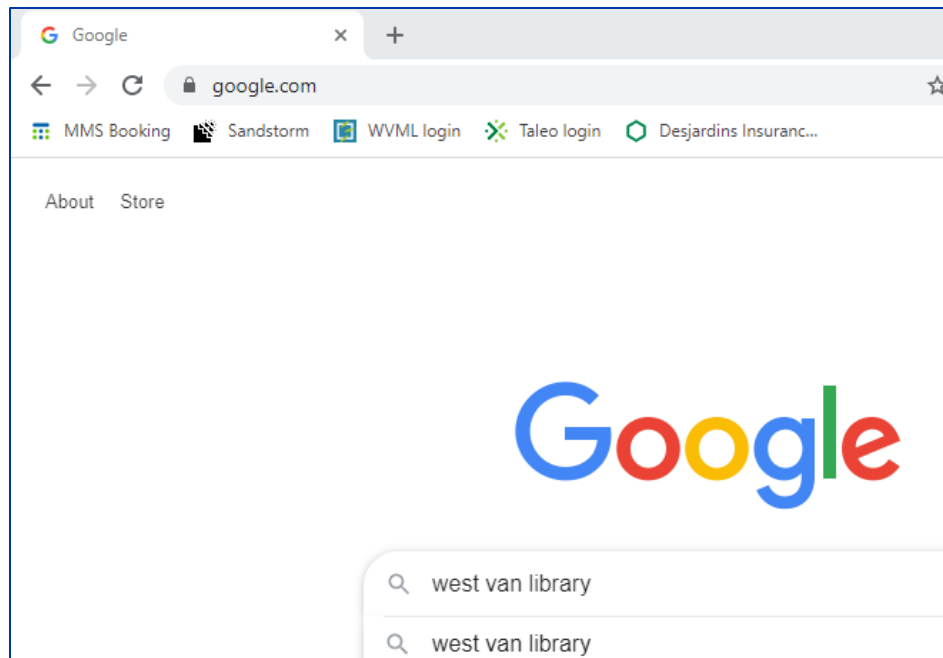 Google
google.com
MMS Booking Sandstorm WVML login Taleo login Desjardins Insuranc...
About Store
Google
west van library
west van library